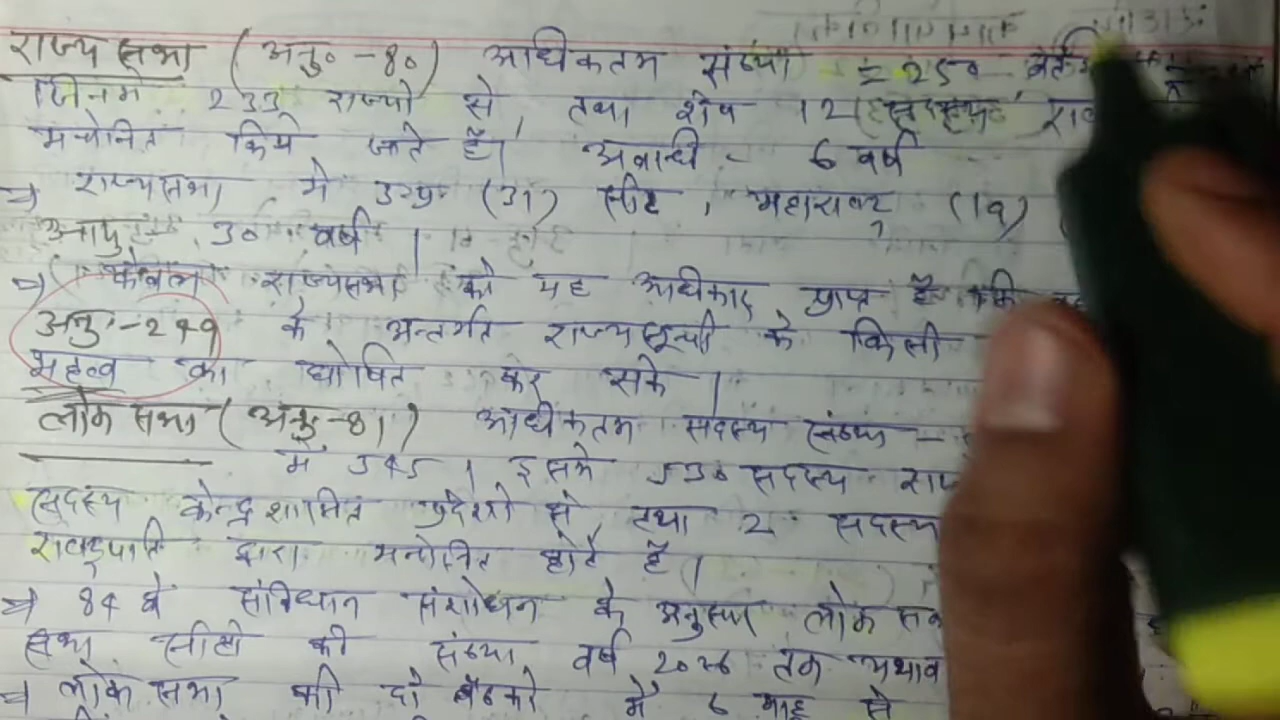 राज्य सभा (अनु० -80) अधिकतम संख्या = 250
जिनमे 233 राज्यो से, तथा शेष 12
मनोनित किये जाते हैं। अवधि - 6 वर्ष
→ राज्यसभा मे उ०प्र० (31) सीट, महाराष्ट्र (19)
आयु 30 वर्ष।
→ केवल राज्यसभा को यह अधिकार प्राप्त है कि
अनु०-249 के अन्तर्गत राज्यसूची के किसी
महत्व का घोषित कर सके।
लोक सभा (अनु०-81) अधिकतम सदस्य संख्या -
में 545। इसमे 530 सदस्य
सदस्य केन्द्रशासित प्रदेशो से, तथा 2 सदस्य
राष्ट्रपति द्वारा मनोनित होते हैं।
→ 84 वे संविधान संशोधन के अनुसार लोक
सभा सीटो की संख्या वर्ष 2026 तक
→ लोक सभा की दो बैठको में 6 माह से